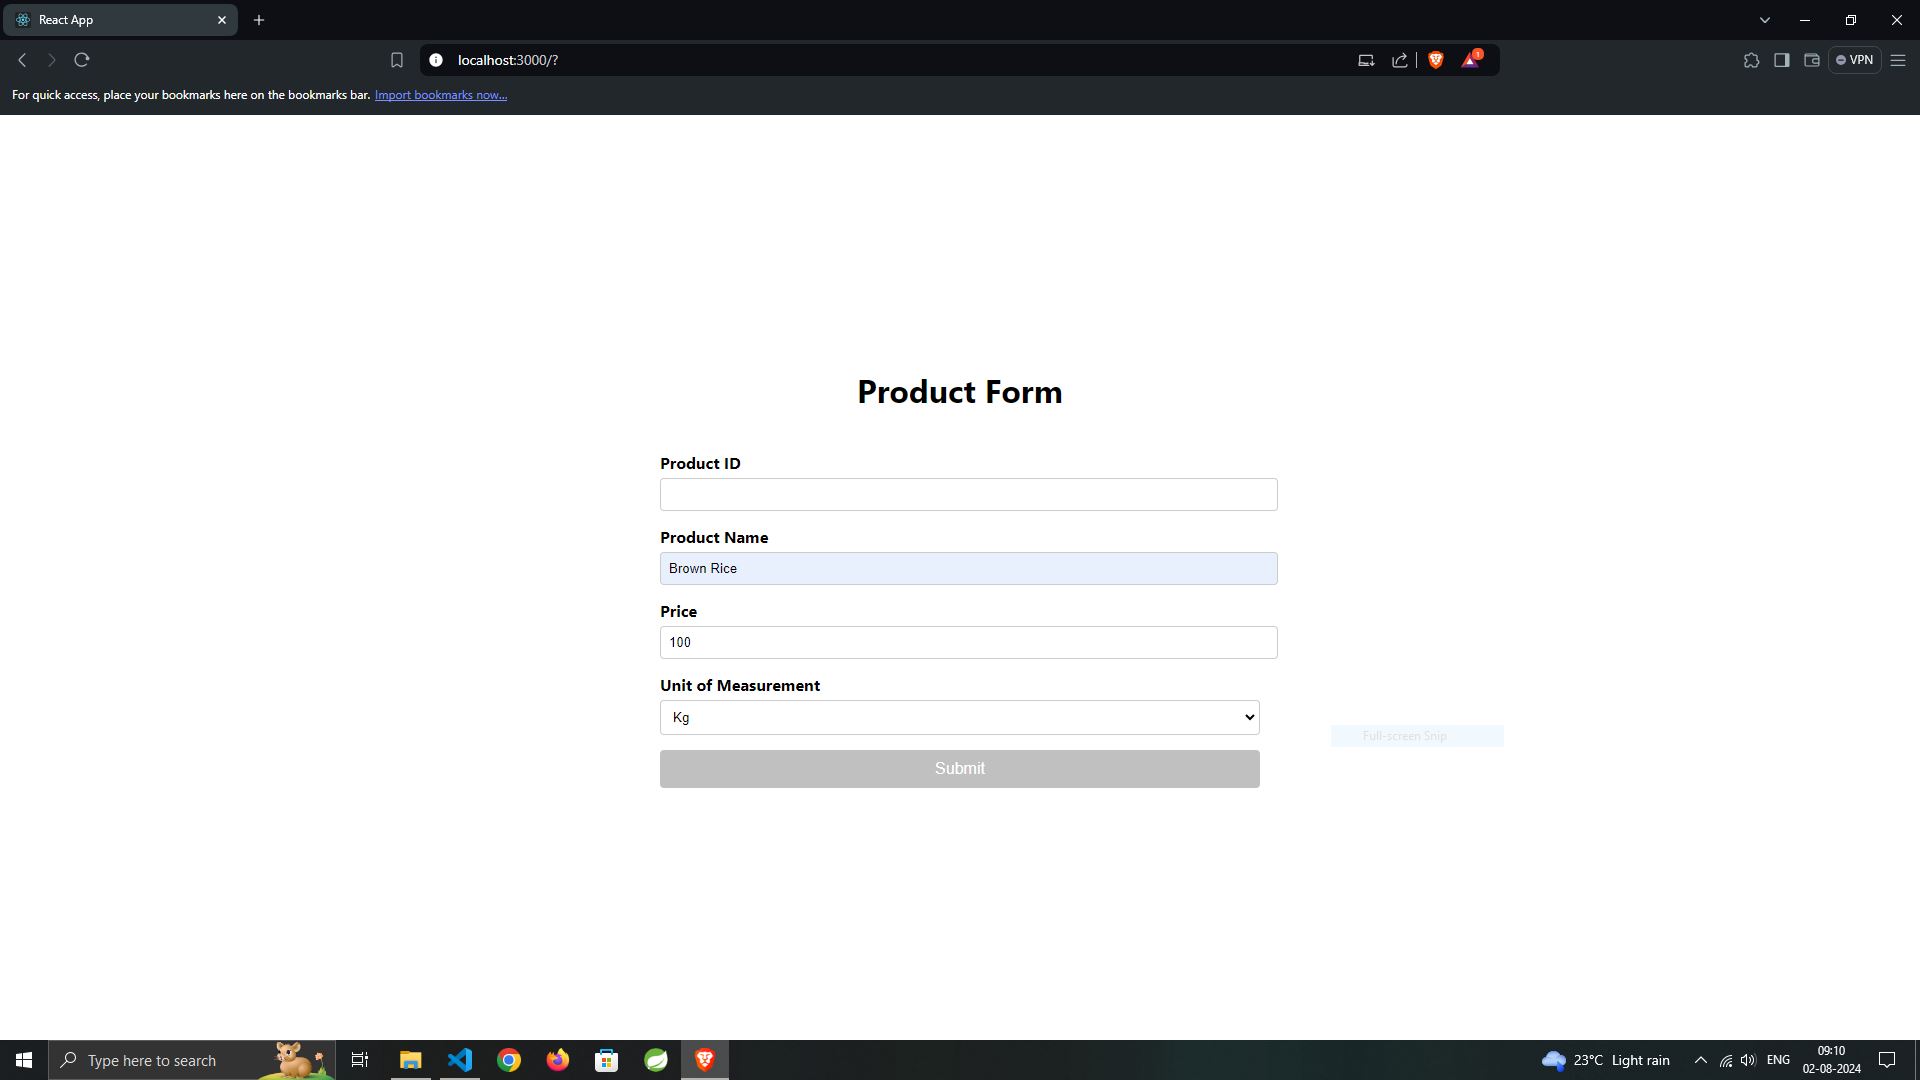 React App
localhost:3000/?
1
VPN
For quick access, place your bookmarks here on the bookmarks bar. Import bookmarks now...
Product Form
Product ID
Product Name
Brown Rice
Price
100
Unit of Measurement
Kg
Full-screen Snip
Submit
Type here to search
23°C Light rain
ENG
09:10
02-08-2024